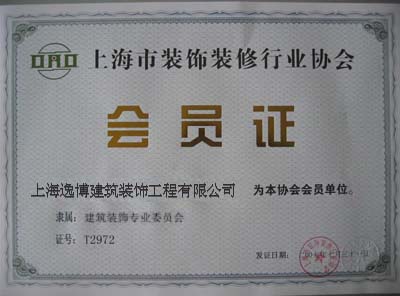 上海市装饰装修行业协会
会员证
上海逸博建筑装饰工程有限公司 为本协会会员单位。
隶属: 建筑装饰专业委员会
证号: T2972
发证日期: